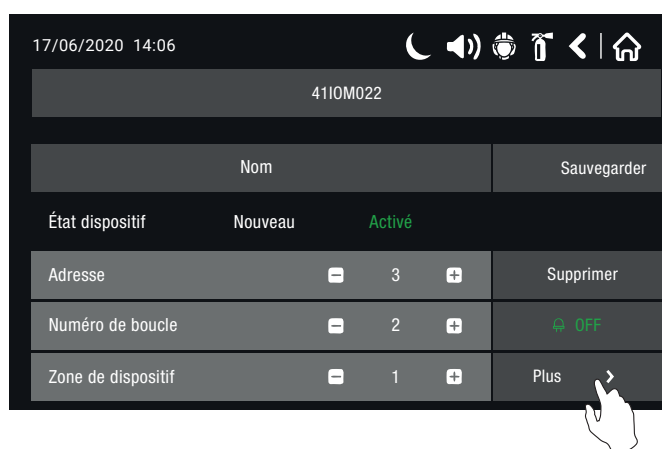 17/06/2020 14:06
41IOM022
Nom Sauvegarder
État dispositif Nouveau Activé
Adresse 3 Supprimer
Numéro de boucle 2 OFF
Zone de dispositif 1 Plus